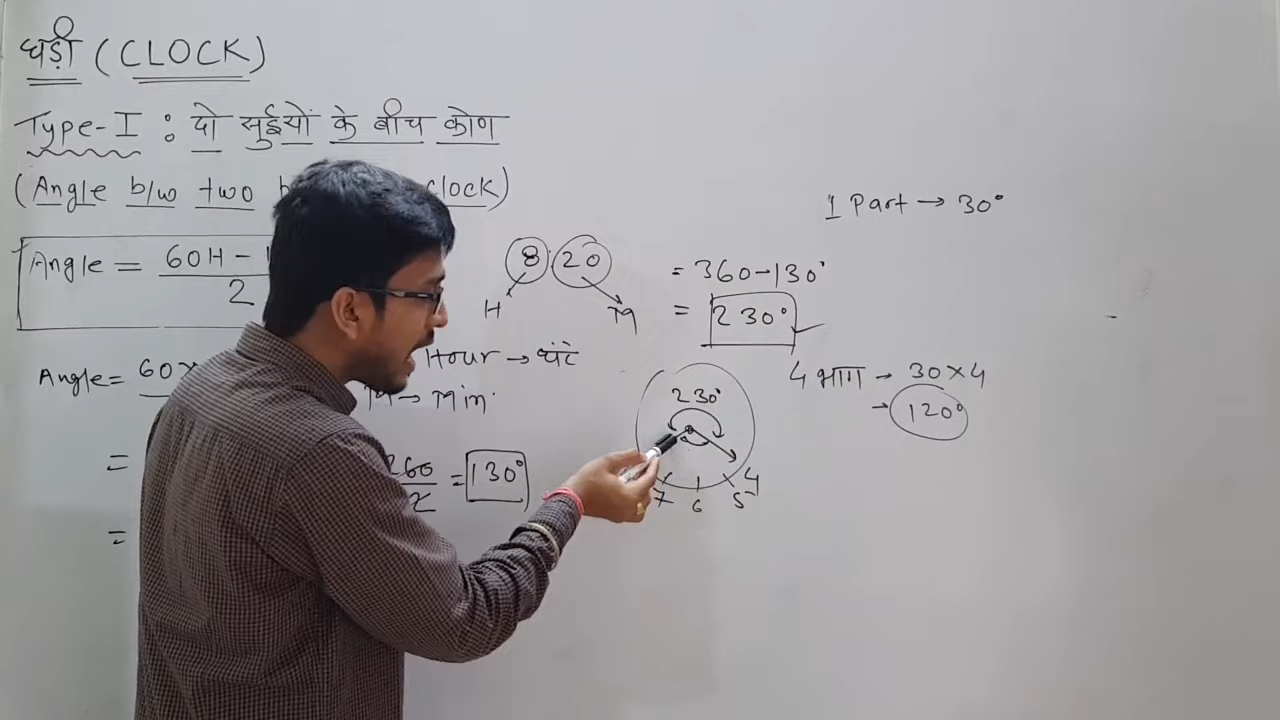 घड़ी (CLOCK)
Type-I : दो सुईयों के बीच कोण
(Angle b/w two clock)
Angle = 60H -
2
8:20
H M
= 360-130°
= 230°
1 Part → 30°
Angle = 60×
Hour → घंटे
M → Min.
=
260
= 130°
2
=
230°
7 6 5 4
4 भाग → 30×4
→ 120°